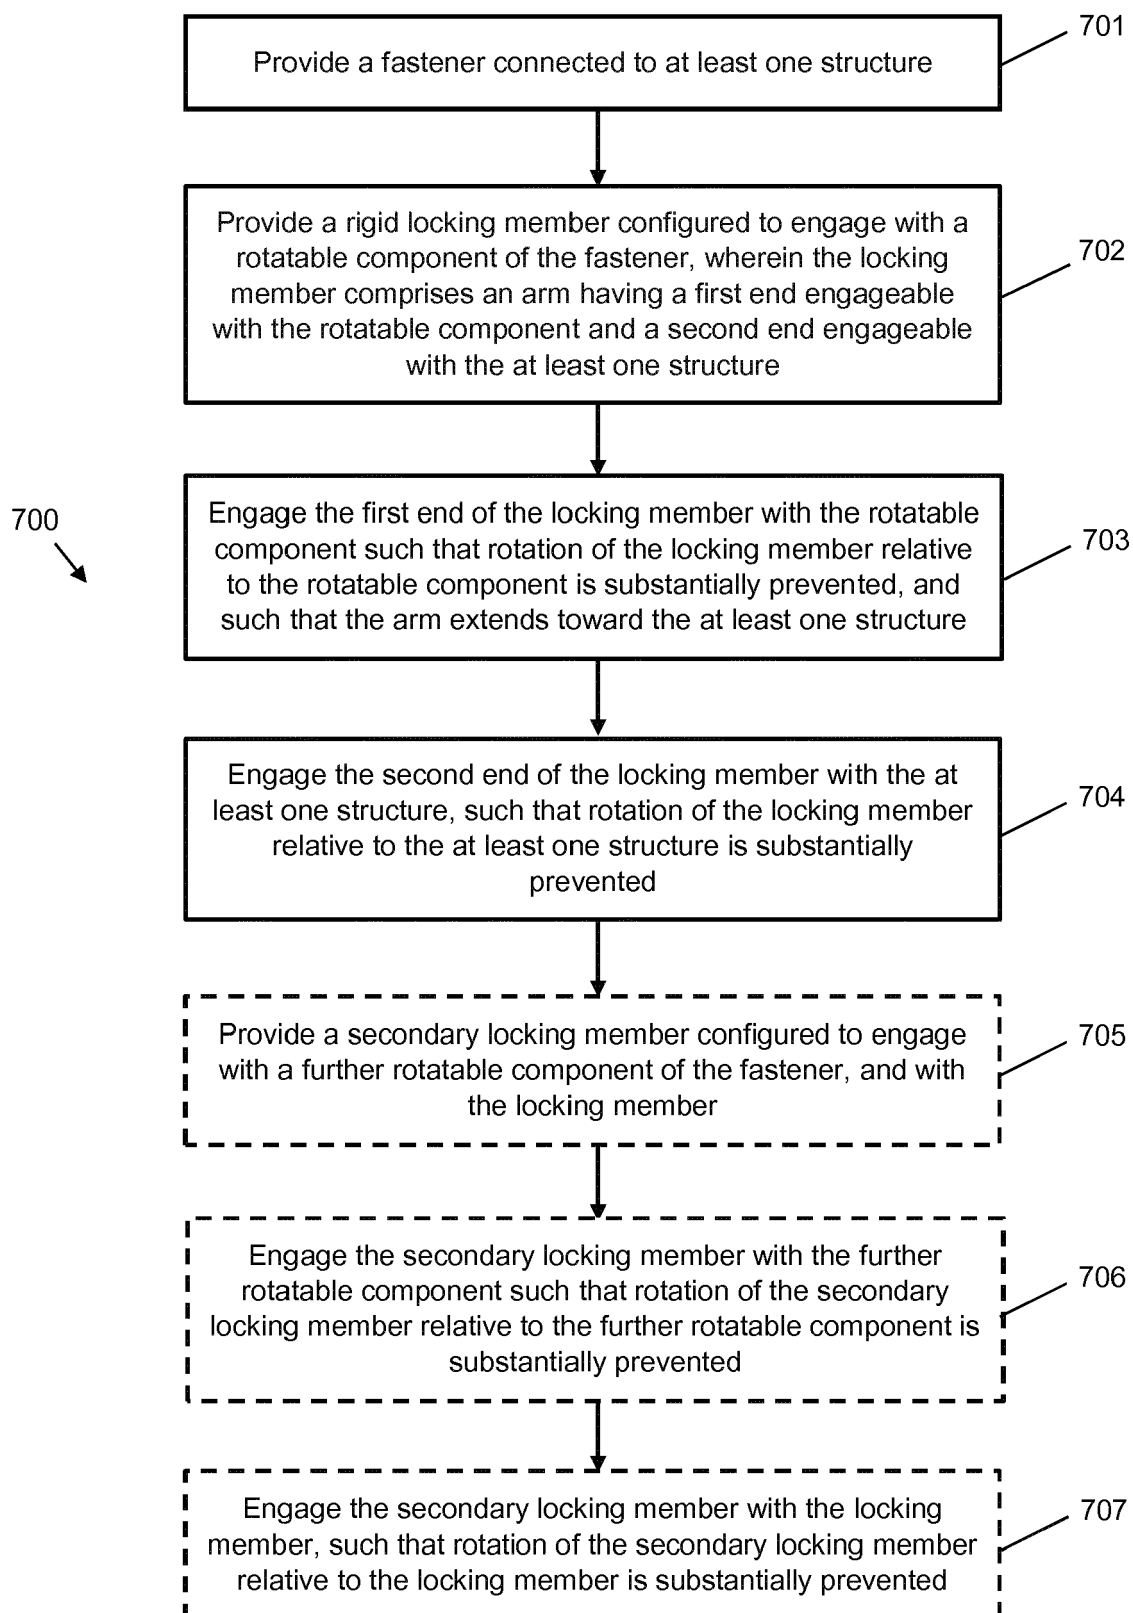 701
Provide a fastener connected to at least one structure
Provide a rigid locking member configured to engage with a
rotatable component of the fastener, wherein the locking
member comprises an arm having a first end engageable
with the rotatable component and a second end engageable
with the at least one structure
702
700
Engage the first end of the locking member with the rotatable
component such that rotation of the locking member relative
to the rotatable component is substantially prevented, and
such that the arm extends toward the at least one structure
703
Engage the second end of the locking member with the at
least one structure, such that rotation of the locking member
relative to the at least one structure is substantially
prevented
704
Provide a secondary locking member configured to engage
with a further rotatable component of the fastener, and with
the locking member
705
Engage the secondary locking member with the further
rotatable component such that rotation of the secondary
locking member relative to the further rotatable component is
substantially prevented
706
Engage the secondary locking member with the locking
member, such that rotation of the secondary locking member
relative to the locking member is substantially prevented
707